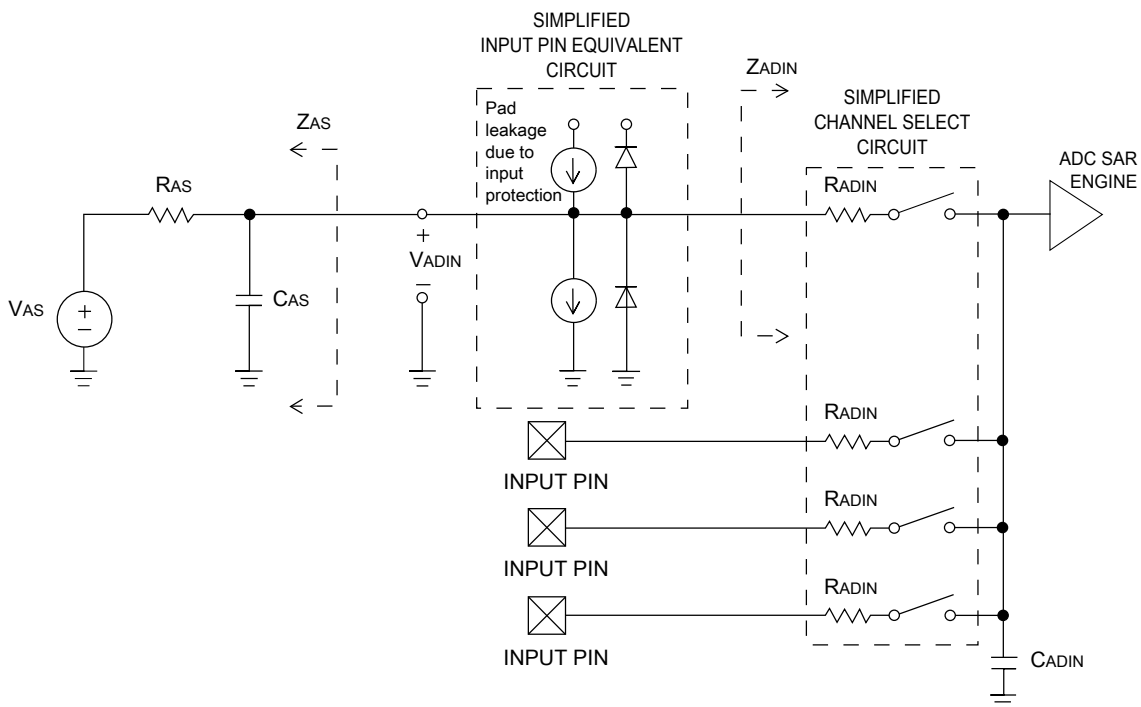 SIMPLIFIED
INPUT PIN EQUIVALENT
CIRCUIT
Pad
leakage
due to
input
protection
ZAS
RAS
VAS
+
−
CAS
+
VADIN
−
ZADIN
SIMPLIFIED
CHANNEL SELECT
CIRCUIT
RADIN
ADC SAR
ENGINE
RADIN
INPUT PIN
RADIN
INPUT PIN
RADIN
INPUT PIN
CADIN